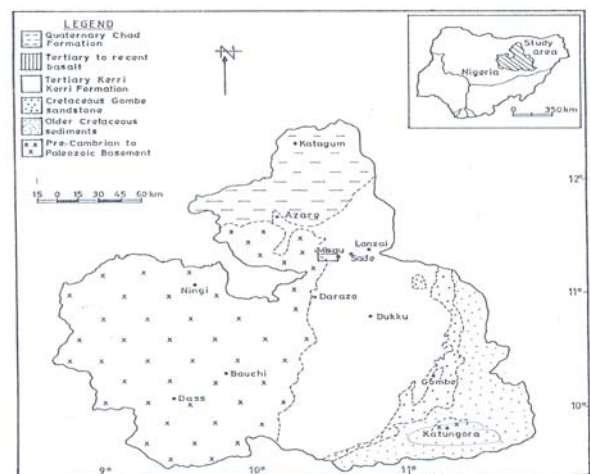 LEGEND
Quaternary Chad
Formation
Tertiary to recent
basalt
Tertiary Kerri
Kerri Formation
Cretaceous Gombe
sandstone
Older Cretaceous
sediments
Pre-Cambrian to
Paleozoic Basement
15 0 15 30 45 60 km
N
Study
area
Nigeria
0 350 km
Katagum
12°
Azare
Misau
Lanzai
Sade
Ningi
Darazo
11°
Dukku
Bauchi
Gombe
Dass
10°
Katungora
9°
10°
11°